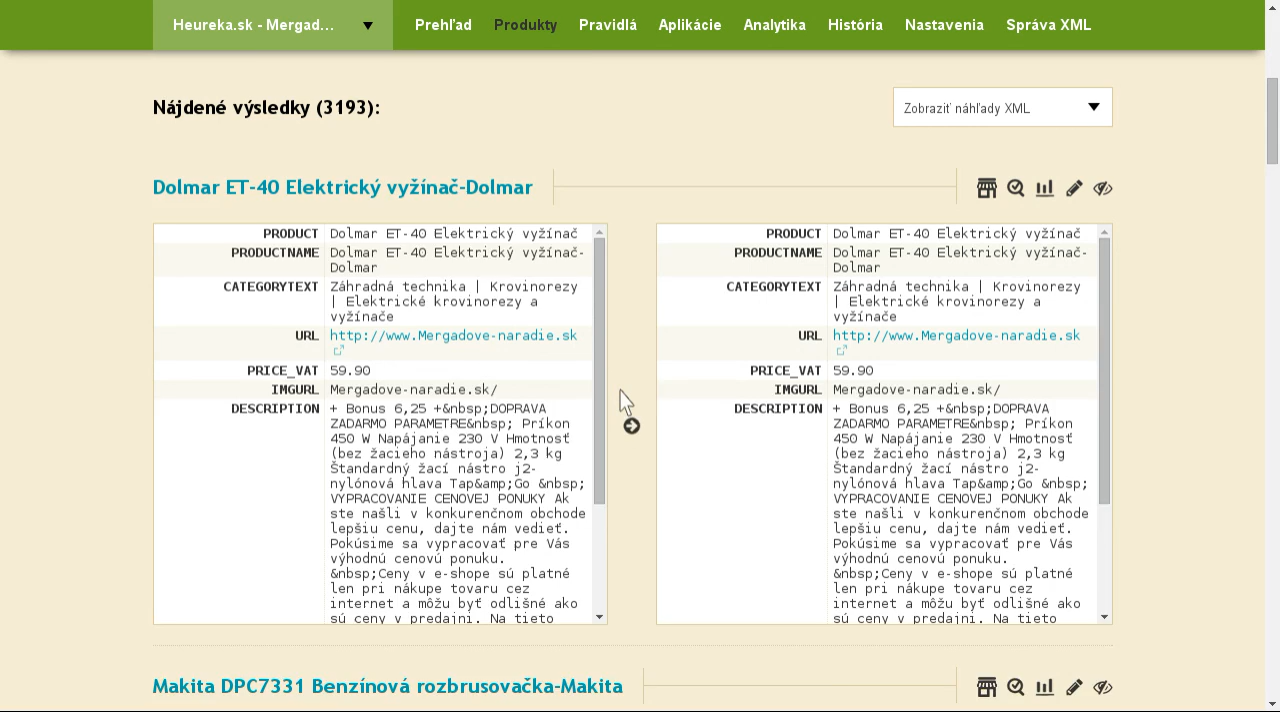 Heureka.sk - Mergad...
Prehľad
Produkty
Pravidlá
Aplikácie
Analytika
História
Nastavenia
Správa XML
Nájdené výsledky (3193):
Zobraziť náhľady XML
Dolmar ET-40 Elektrický vyžínač-Dolmar
PRODUCT Dolmar ET-40 Elektrický vyžínač
PRODUCTNAME Dolmar ET-40 Elektrický vyžínač-
Dolmar
CATEGORYTEXT Záhradná technika | Krovinorezy
| Elektrické krovinorezy a
vyžínače
URL http://www.Mergadove-naradie.sk
PRICE_VAT 59.90
IMGURL Mergadove-naradie.sk/
DESCRIPTION + Bonus 6,25 +&nbsp;DOPRAVA
ZADARMO PARAMETRE&nbsp; Príkon
450 W Napájanie 230 V Hmotnosť
(bez žacieho nástroja) 2,3 kg
Štandardný žací nástro j2-
nylónová hlava Tap&amp;Go &nbsp;
VYPRACOVANIE CENOVEJ PONUKY Ak
ste našli v konkurenčnom obchode
lepšiu cenu, dajte nám vedieť.
Pokúsime sa vypracovať pre Vás
výhodnú cenovú ponuku.
&nbsp;Ceny v e-shope sú platné
len pri nákupe tovaru cez
internet a môžu byť odlišné ako
sú ceny v predajni. Na tieto
PRODUCT Dolmar ET-40 Elektrický vyžínač
PRODUCTNAME Dolmar ET-40 Elektrický vyžínač-
Dolmar
CATEGORYTEXT Záhradná technika | Krovinorezy
| Elektrické krovinorezy a
vyžínače
URL http://www.Mergadove-naradie.sk
PRICE_VAT 59.90
IMGURL Mergadove-naradie.sk/
DESCRIPTION + Bonus 6,25 +&nbsp;DOPRAVA
ZADARMO PARAMETRE&nbsp; Príkon
450 W Napájanie 230 V Hmotnosť
(bez žacieho nástroja) 2,3 kg
Štandardný žací nástro j2-
nylónová hlava Tap&amp;Go &nbsp;
VYPRACOVANIE CENOVEJ PONUKY Ak
ste našli v konkurenčnom obchode
lepšiu cenu, dajte nám vedieť.
Pokúsime sa vypracovať pre Vás
výhodnú cenovú ponuku.
&nbsp;Ceny v e-shope sú platné
len pri nákupe tovaru cez
internet a môžu byť odlišné ako
sú ceny v predajni. Na tieto
Makita DPC7331 Benzínová rozbrusovačka-Makita